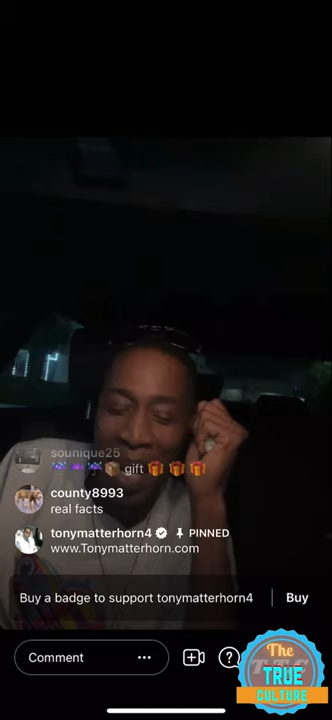 sounique25
gift
county8993
real facts
tonymatterhorn4 PINNED
www.Tonymatterhorn.com
Buy a badge to support tonymatterhorn4 Buy
Comment
The
TRUE
CULTURE